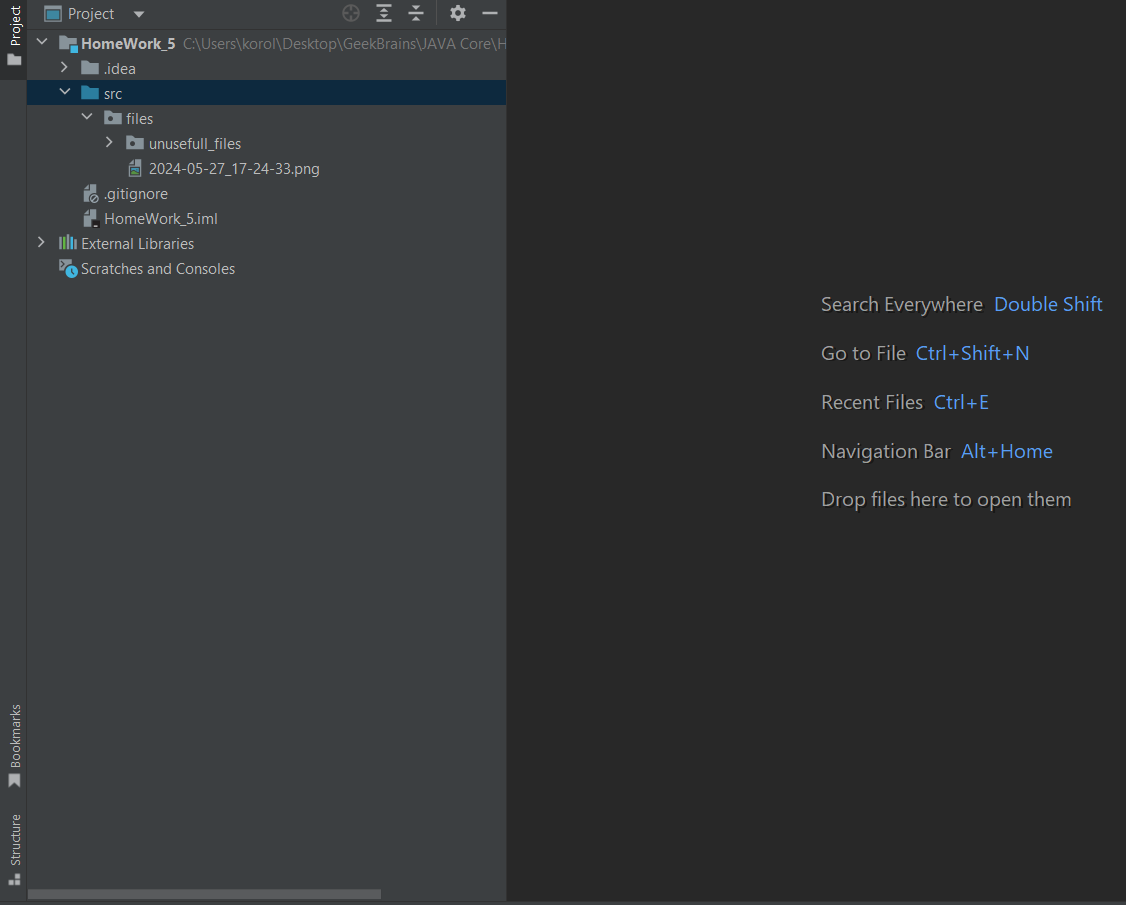 Project
Project
HomeWork_5 C:\Users\korol\Desktop\GeekBrains\JAVA Core\H
.idea
src
files
unusefull_files
2024-05-27_17-24-33.png
.gitignore
HomeWork_5.iml
External Libraries
Scratches and Consoles
Search Everywhere Double Shift
Go to File Ctrl+Shift+N
Recent Files Ctrl+E
Navigation Bar Alt+Home
Drop files here to open them
Bookmarks
Structure